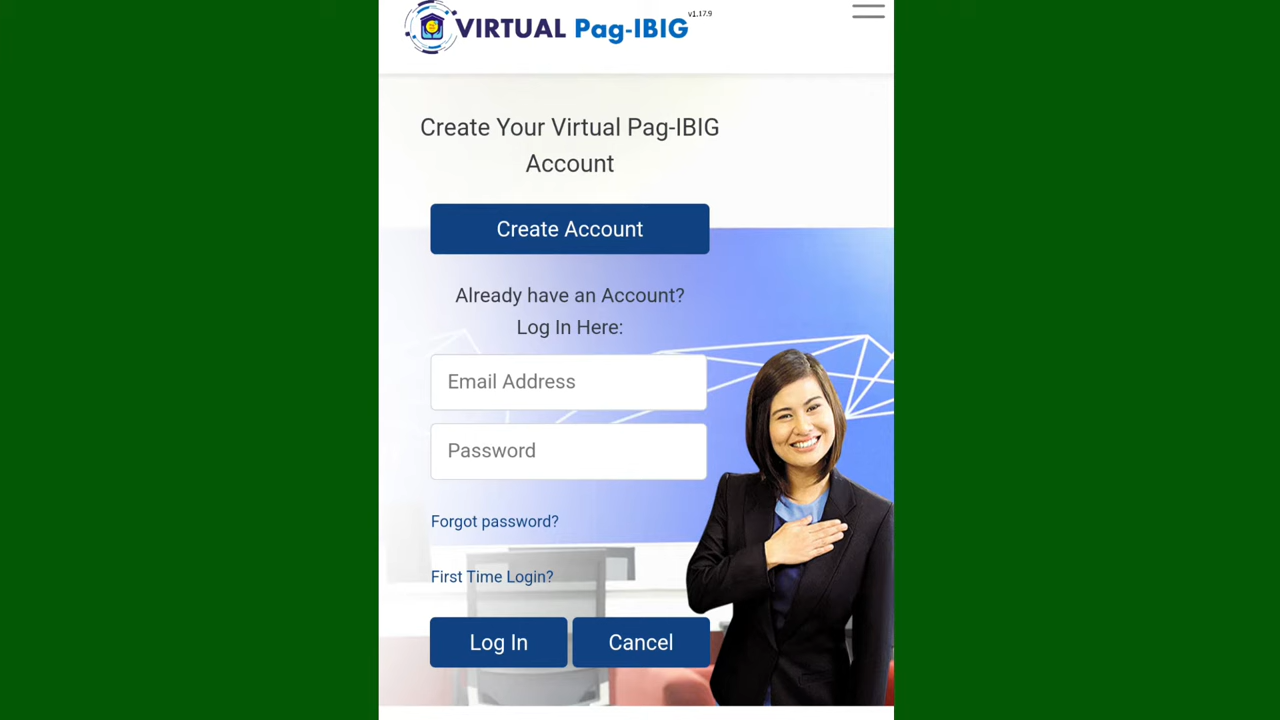 VIRTUAL Pag-IBIG v1.17.9
Create Your Virtual Pag-IBIG
Account
Create Account
Already have an Account?
Log In Here:
Email Address
Password
Forgot password?
First Time Login?
Log In Cancel